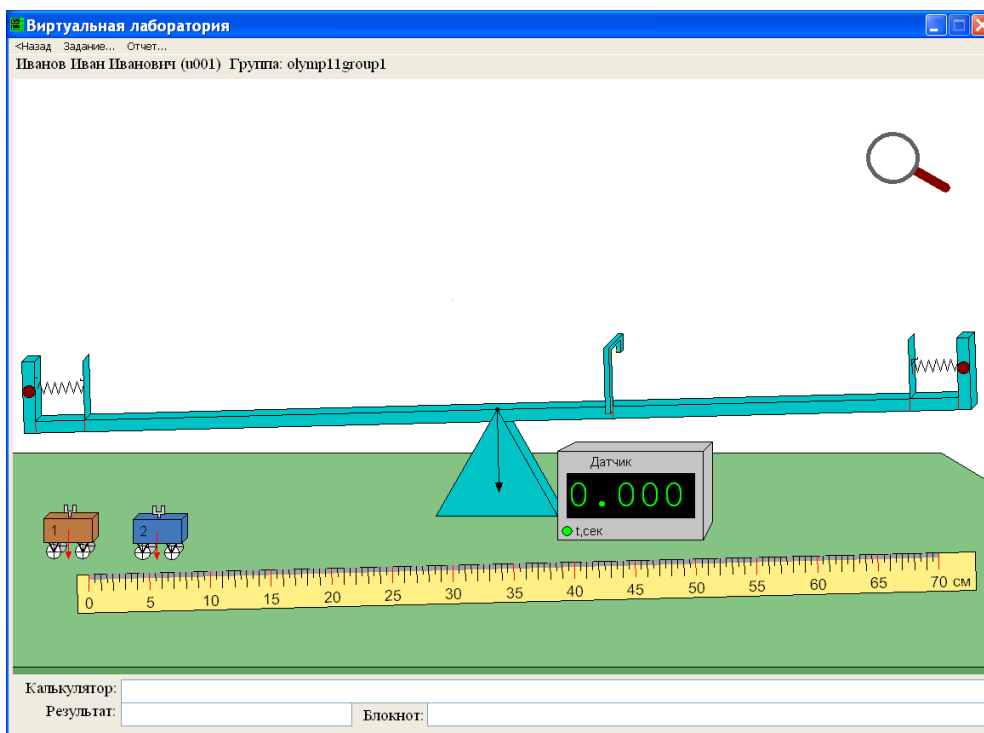 Виртуальная лаборатория
<Назад Задание... Отчет...
Иванов Иван Иванович (u001) Группа: olymp11group1
Датчик
0.000
t,сек
1
2
0 5 10 15 20 25 30 35 40 45 50 55 60 65 70 см
Калькулятор:
Результат:
Блокнот: